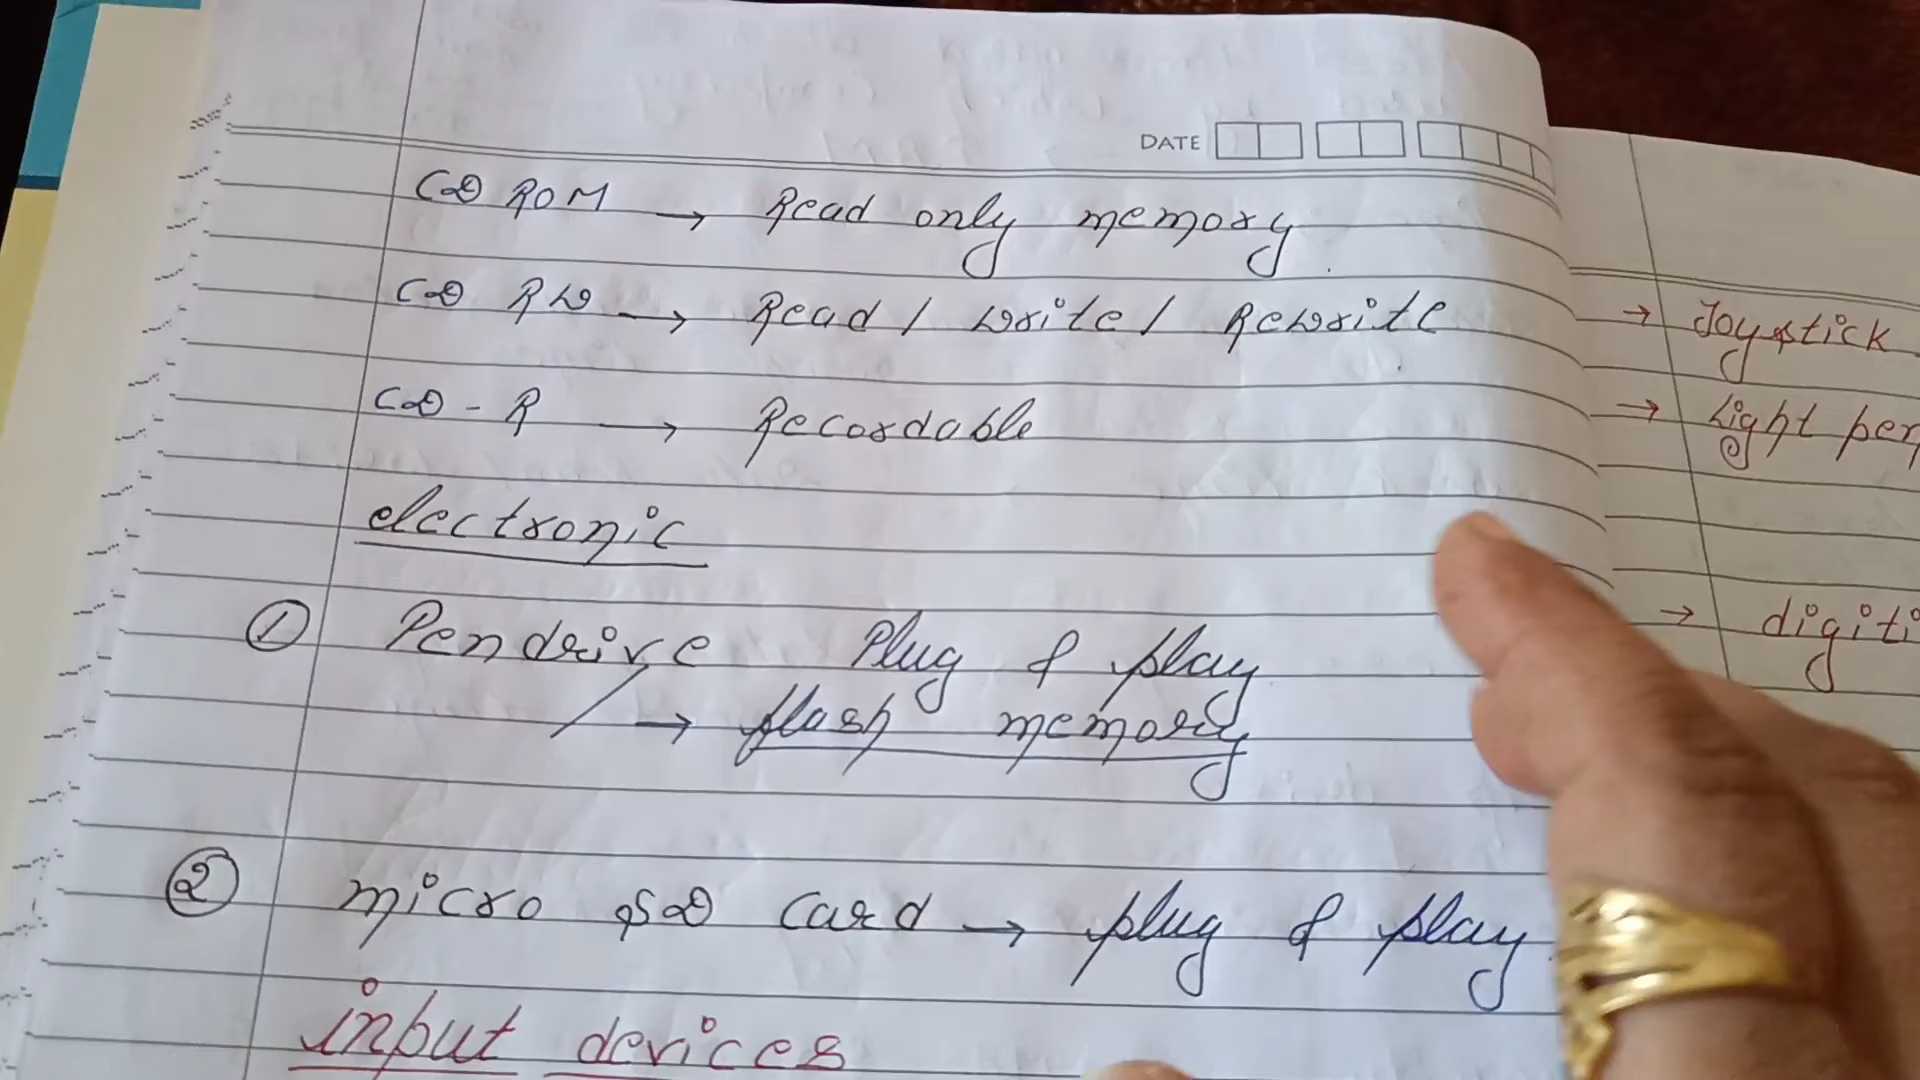 DATE
CD ROM → Read only memory.
CD RW → Read / write / Rewrite
CD - R → Recordable
electronic
① Pendrive Plug & play
→ flash memory
② micro SD Card → plug & play
input devices
→ Joystick
→ Light pen
→ digiti